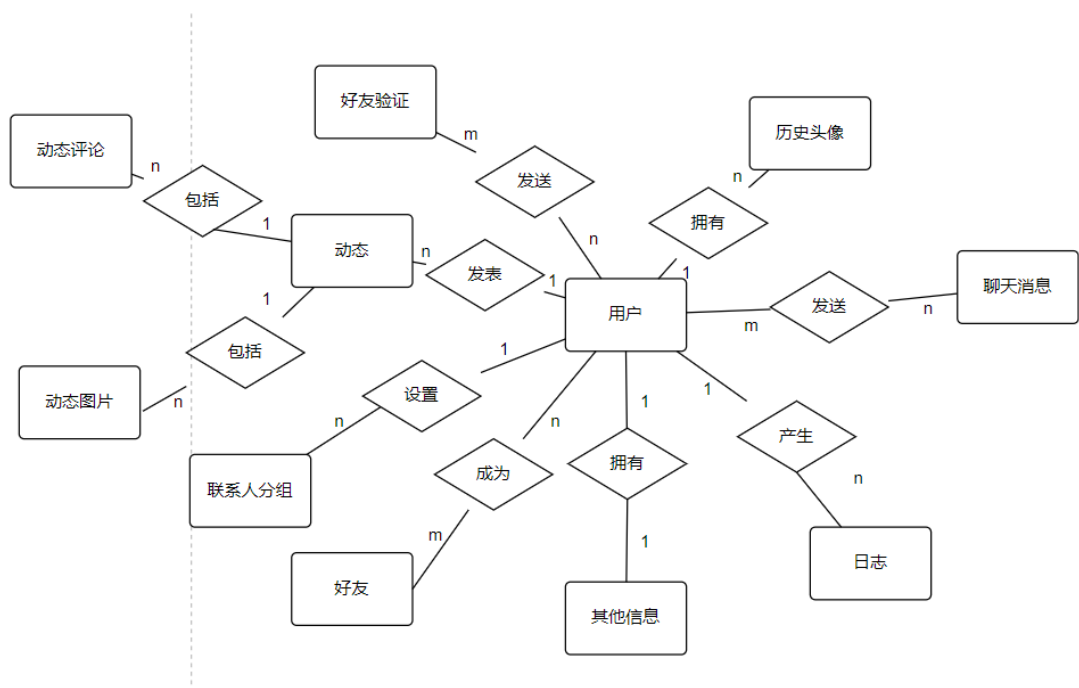 好友验证
历史头像
动态评论
m
n
n
发送
包括
拥有
1
动态
n
发表
n
1
1
用户
发送
聊天消息
m
n
1
包括
1
设置
1
动态图片
n
n
n
1
产生
成为
拥有
联系人分组
n
m
1
好友
日志
其他信息